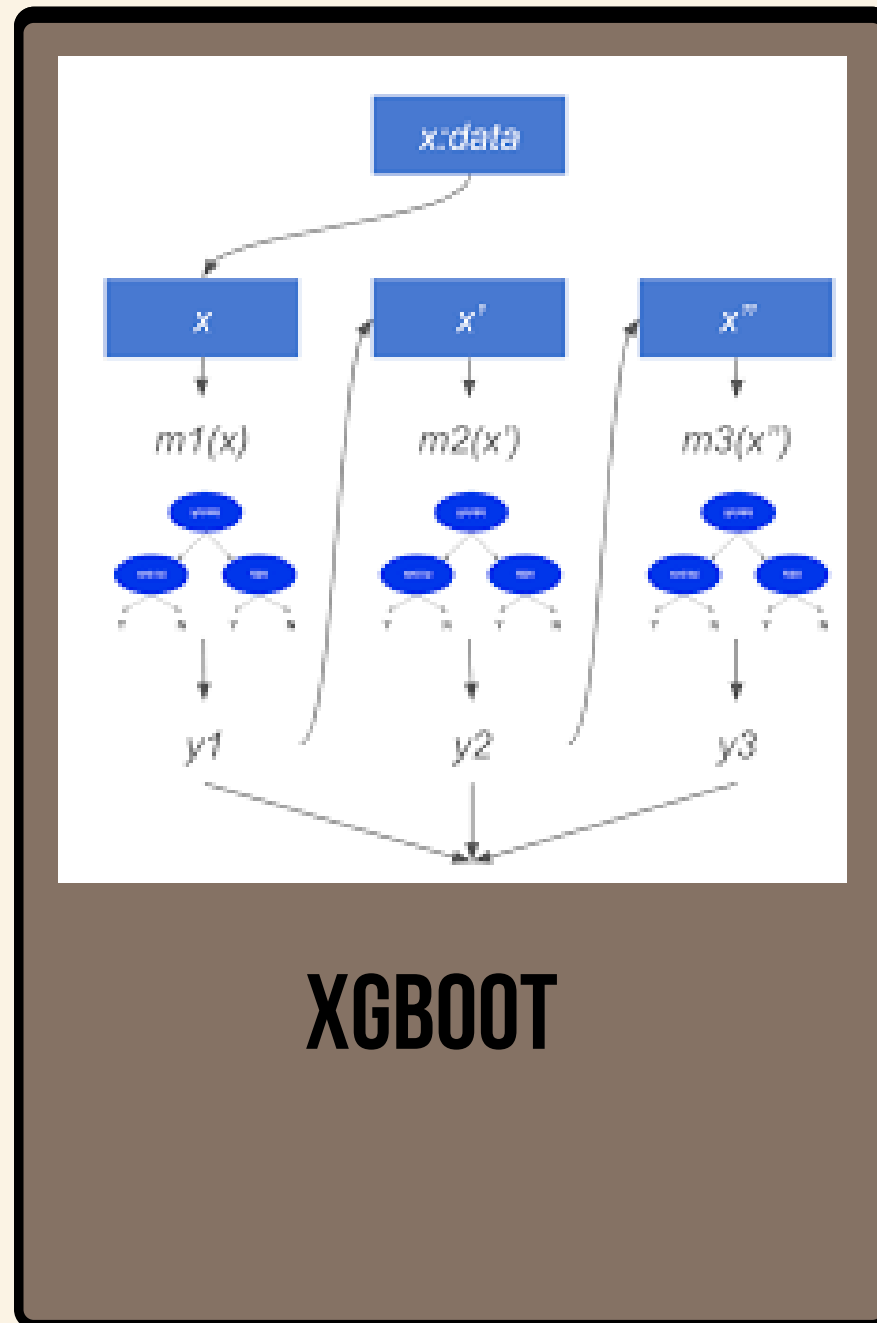 x:data
x x' x"
m1(x) m2(x') m3(x")
Y N Y N Y N Y N Y N Y N
y1 y2 y3
XGBOOT